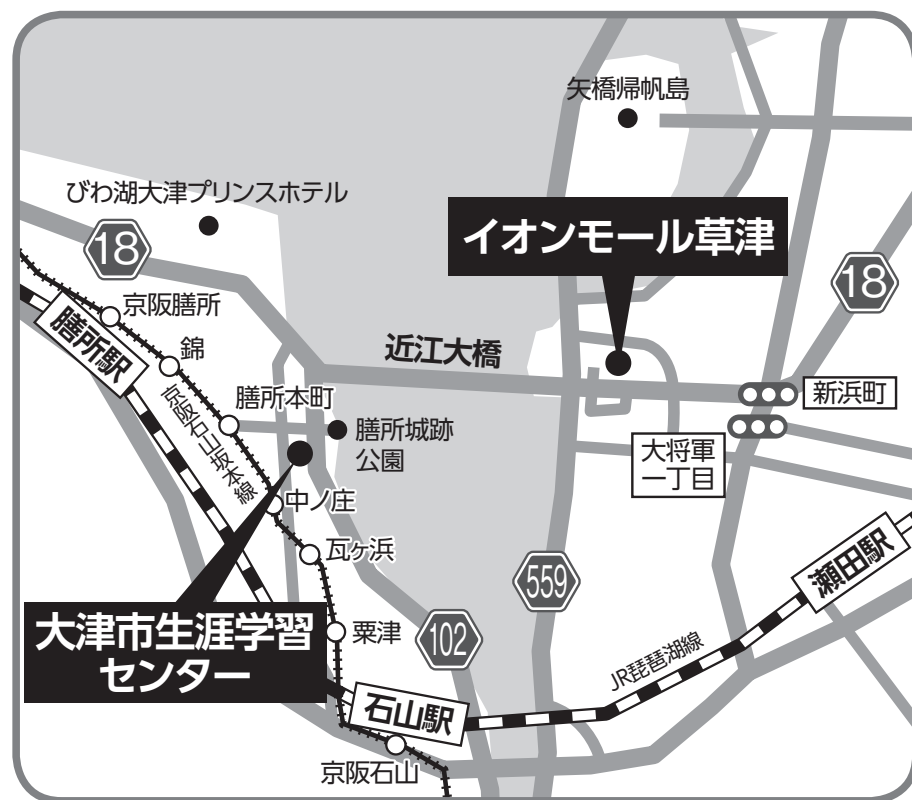 矢橋帰帆島
びわ湖大津プリンスホテル
イオンモール草津
18
18
京阪膳所
膳所駅
錦
近江大橋
新浜町
膳所本町
京阪石山坂本線
膳所城跡
公園
大将軍
一丁目
中ノ庄
瓦ヶ浜
559
瀬田駅
大津市生涯学習
センター
粟津
102
JR琵琶湖線
石山駅
京阪石山